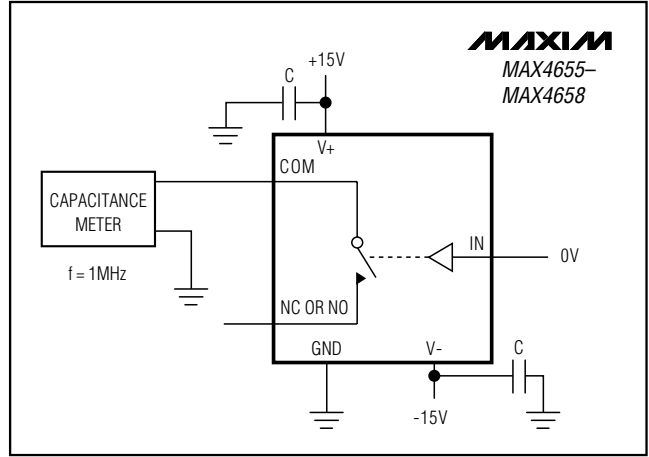 MAXIM
MAX4655–
MAX4658
+15V
C
V+
COM
CAPACITANCE
METER
f = 1MHz
IN
0V
NC OR NO
GND
V-
C
-15V